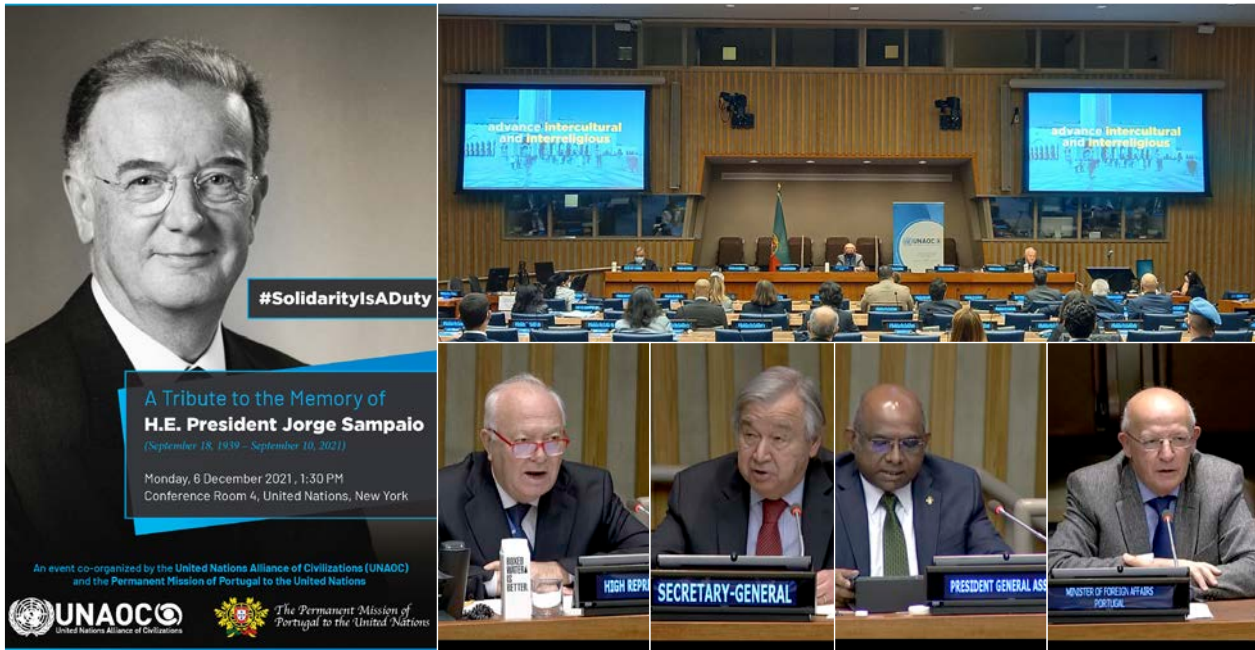 #SolidarityIsADuty
A Tribute to the Memory of
H.E. President Jorge Sampaio
(September 18, 1939 – September 10, 2021)
Monday, 6 December 2021, 1:30 PM
Conference Room 4, United Nations, New York
An event co-organized by the United Nations Alliance of Civilizations (UNAOC)
and the Permanent Mission of Portugal to the United Nations
UNAOC
United Nations Alliance of Civilizations
The Permanent Mission of
Portugal to the United Nations
advance intercultural
and interreligious
advance intercultural
and interreligious
UNAOC
BOXED
WATER
IS
BETTER.
HIGH REPR
SECRETARY-GENERAL
PRESIDENT GENERAL ASS
MINISTER OF FOREIGN AFFAIRS
PORTUGAL